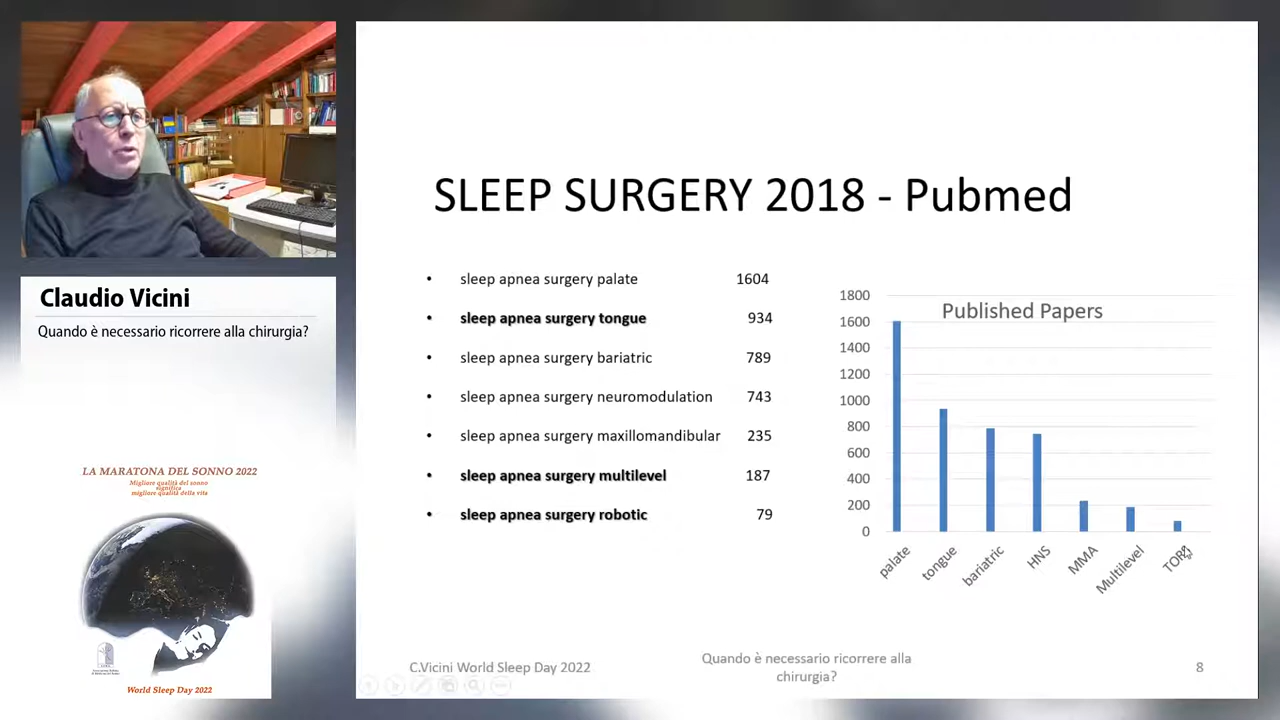 Claudio Vicini
Quando è necessario ricorrere alla chirurgia?
LA MARATONA DEL SONNO 2022
Migliore qualità del sonno
significa
migliore qualità della vita
World Sleep Day 2022
SLEEP SURGERY 2018 - Pubmed
• sleep apnea surgery palate 1604
• sleep apnea surgery tongue 934
• sleep apnea surgery bariatric 789
• sleep apnea surgery neuromodulation 743
• sleep apnea surgery maxillomandibular 235
• sleep apnea surgery multilevel 187
• sleep apnea surgery robotic 79
Published Papers
1800
1600
1400
1200
1000
800
600
400
200
0
palate
tongue
bariatric
HNS
MMA
Multilevel
TORS
C.Vicini World Sleep Day 2022
Quando è necessario ricorrere alla
chirurgia?
8